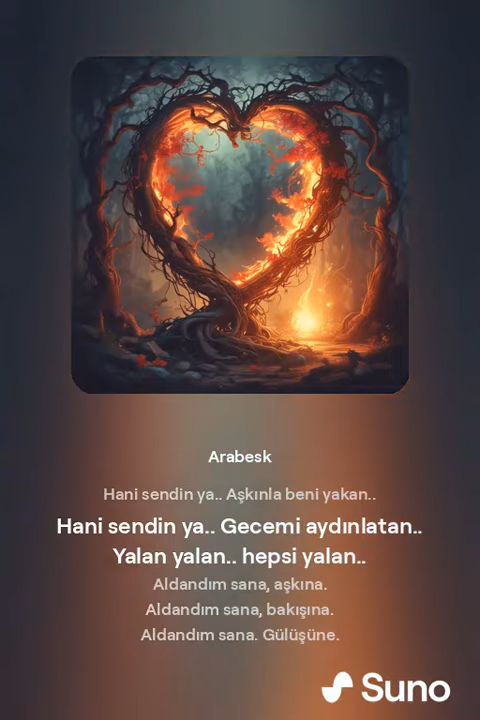 Arabesk
Hani sendin ya.. Aşkınla beni yakan..
Hani sendin ya.. Gecemi aydınlatan..
Yalan yalan.. hepsi yalan..
Aldandım sana, aşkına.
Aldandım sana, bakışına.
Aldandım sana. Gülüşüne.
Suno